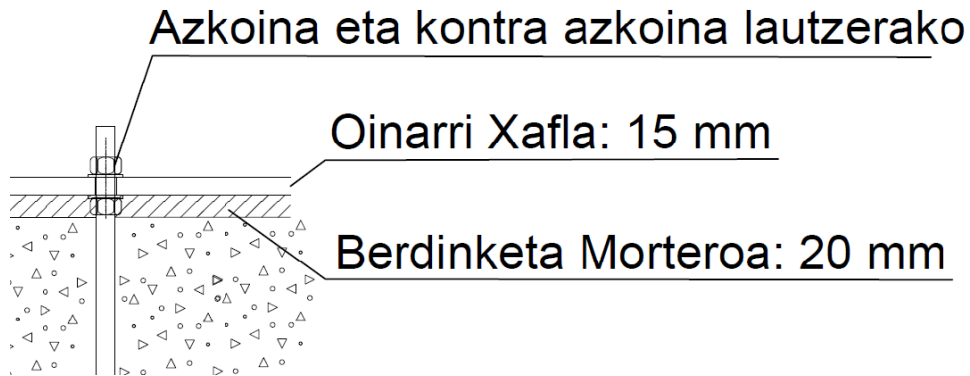 Azkoina eta kontra azkoina lautzerako
Oinarri Xafla: 15 mm
Berdinketa Morteroa: 20 mm